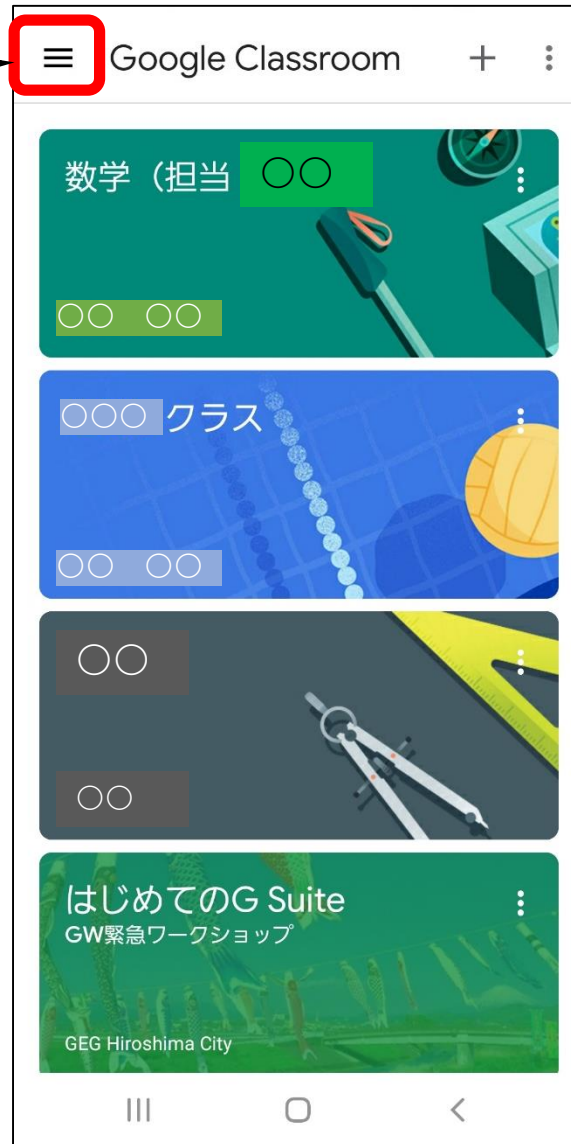 Google Classroom
数学（担当 〇〇
〇〇 〇〇
〇〇〇 クラス
〇〇 〇〇
〇〇
〇〇
はじめてのG Suite
GW緊急ワークショップ
GEG Hiroshima City